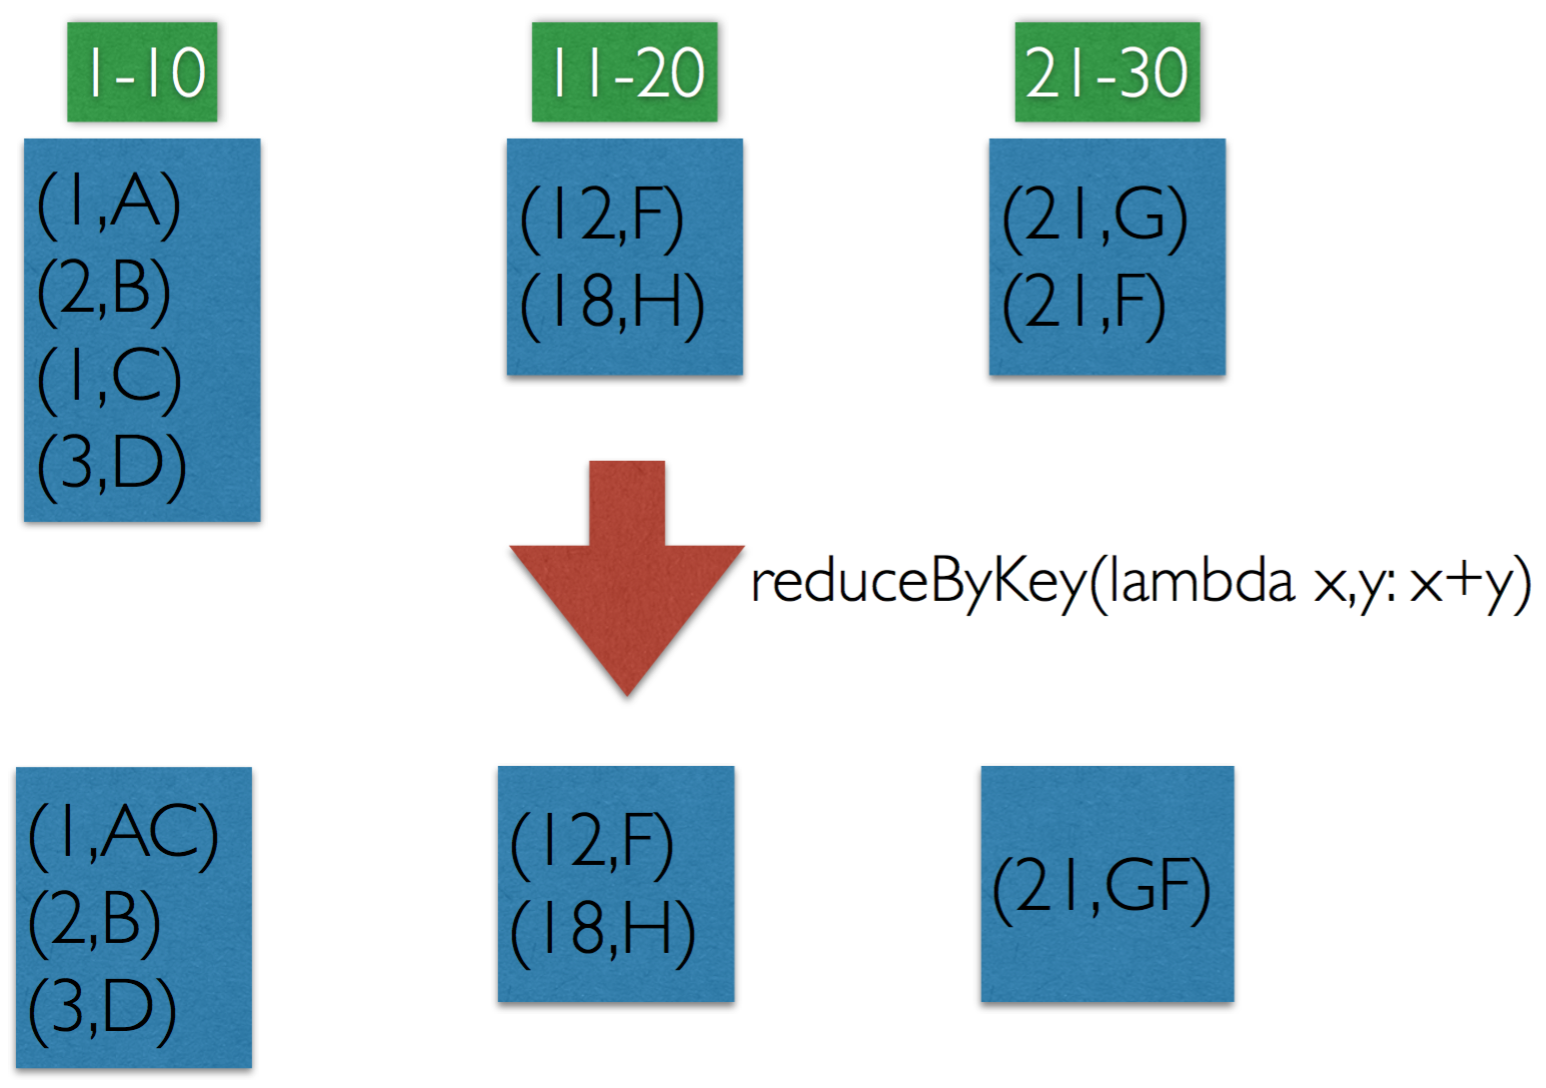 1-10
11-20
21-30
(1,A)
(2,B)
(1,C)
(3,D)
(12,F)
(18,H)
(21,G)
(21,F)
reduceByKey(lambda x,y: x+y)
(1,AC)
(2,B)
(3,D)
(12,F)
(18,H)
(21,GF)